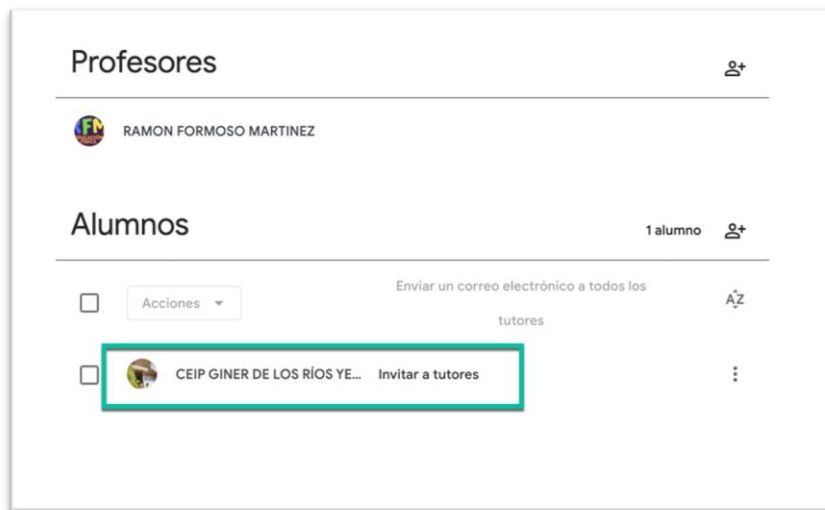 Profesores
RAMON FORMOSO MARTINEZ
Alumnos
1 alumno
Acciones
Enviar un correo electrónico a todos los
tutores
AZ
CEIP GINER DE LOS RÍOS YE... Invitar a tutores